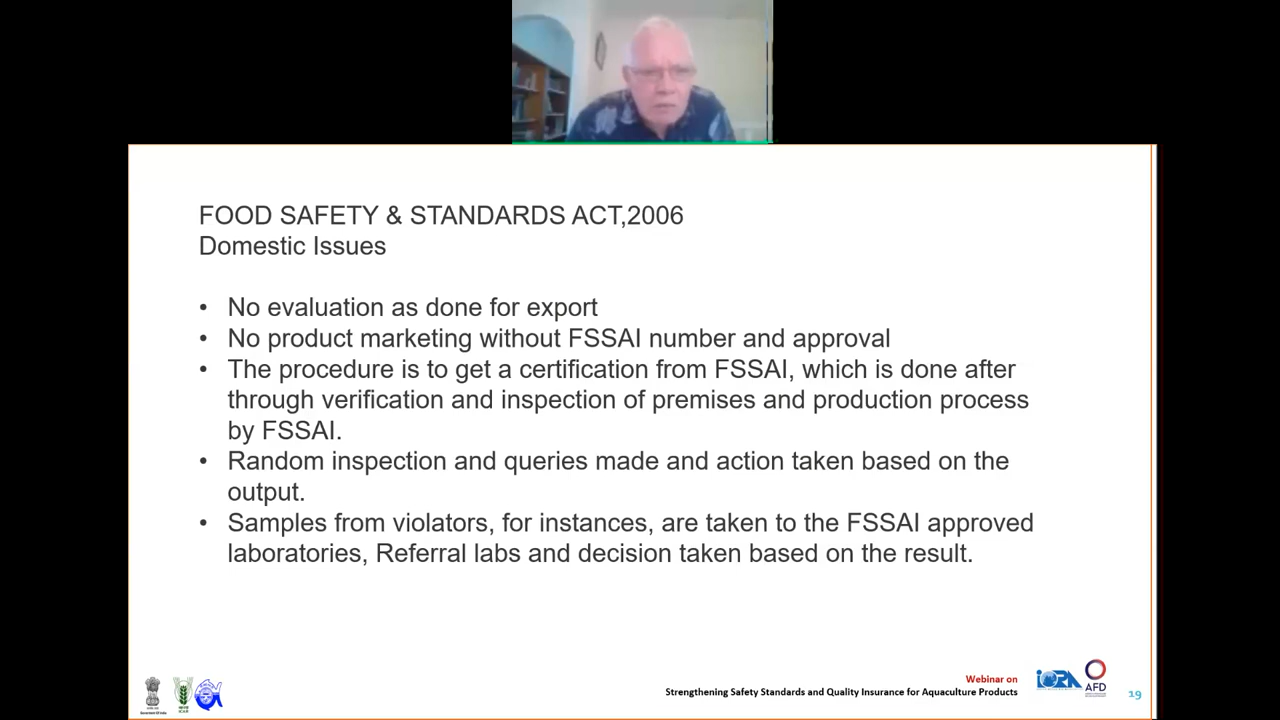 FOOD SAFETY & STANDARDS ACT,2006
Domestic Issues
• No evaluation as done for export
• No product marketing without FSSAI number and approval
• The procedure is to get a certification from FSSAI, which is done after
through verification and inspection of premises and production process
by FSSAI.
• Random inspection and queries made and action taken based on the
output.
• Samples from violators, for instances, are taken to the FSSAI approved
laboratories, Referral labs and decision taken based on the result.
Webinar on
Strengthening Safety Standards and Quality Insurance for Aquaculture Products
IORA
AFD
19